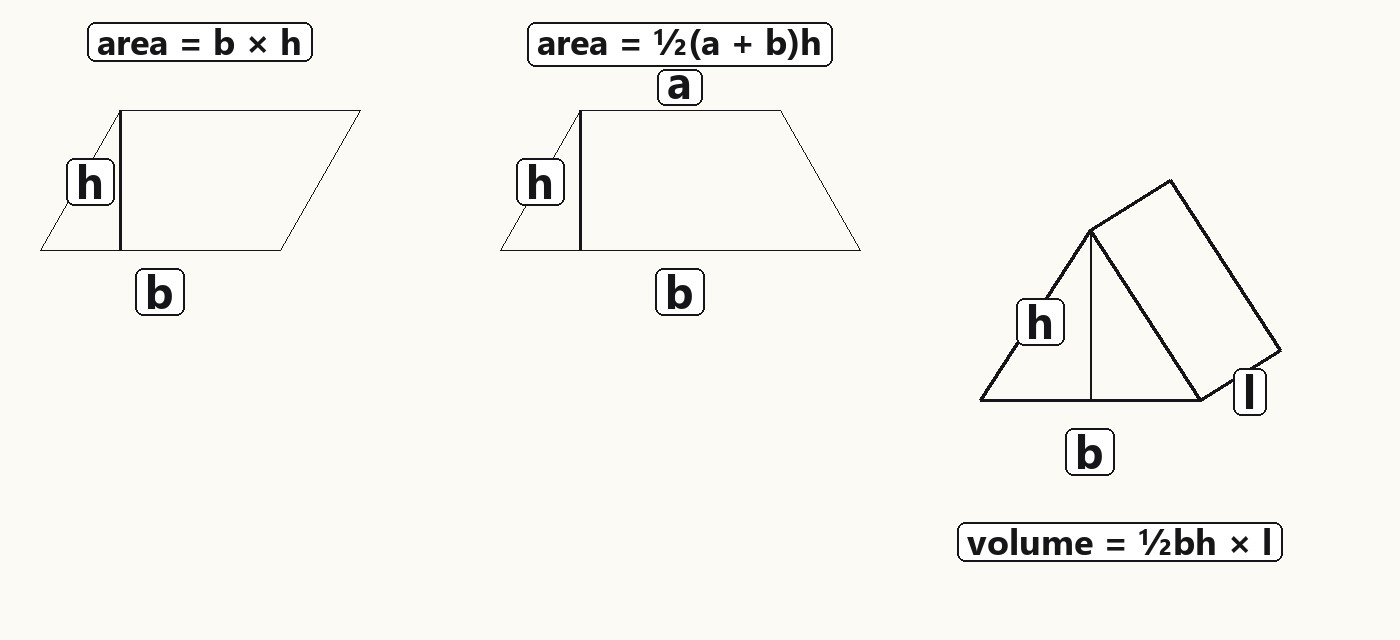 area = b × h
h
b
area = ½(a + b)h
a
h
b
h
l
b
volume = ½bh × l